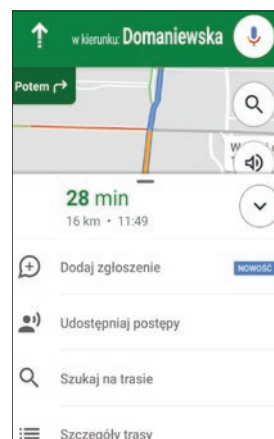 w kierunku: Domaniewska
Potem
28 min
16 km • 11:49
Dodaj zgłoszenie NOWOŚĆ
Udostępniaj postępy
Szukaj na trasie
Szczegóły trasy